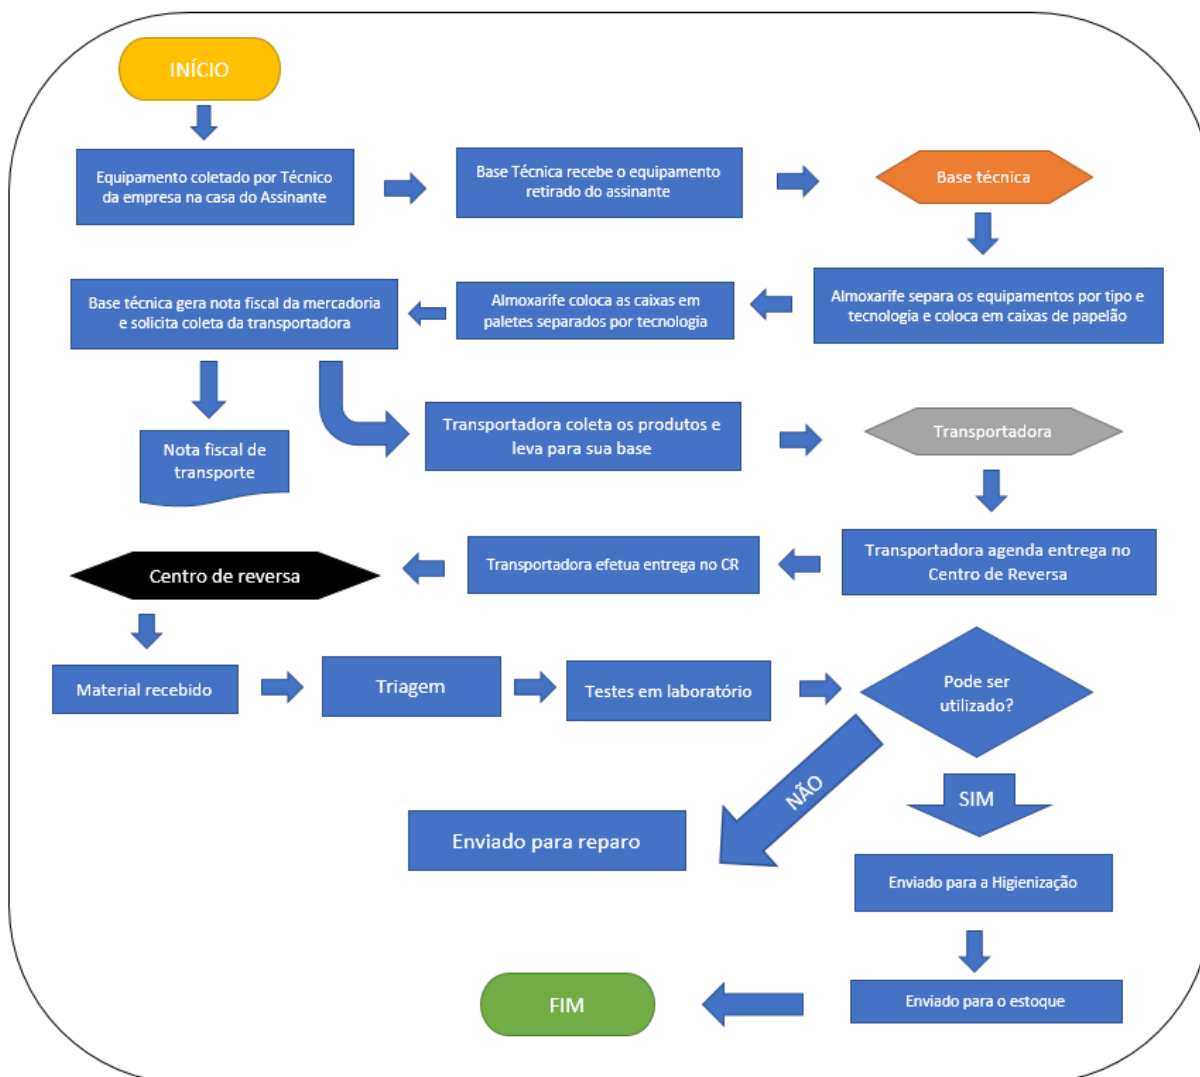 INÍCIO
Equipamento coletado por Técnico
da empresa na casa do Assinante
Base Técnica recebe o equipamento
retirado do assinante
Base técnica
Almoxarife separa os equipamentos por tipo e
tecnologia e coloca em caixas de papelão
Almoxarife coloca as caixas em
paletes separados por tecnologia
Base técnica gera nota fiscal da mercadoria
e solicita coleta da transportadora
Nota fiscal de
transporte
Transportadora coleta os produtos e
leva para sua base
Transportadora
Transportadora agenda entrega no
Centro de Reversa
Transportadora efetua entrega no CR
Centro de reversa
Material recebido
Triagem
Testes em laboratório
Pode ser
utilizado?
NÃO
Enviado para reparo
SIM
Enviado para a Higienização
Enviado para o estoque
FIM